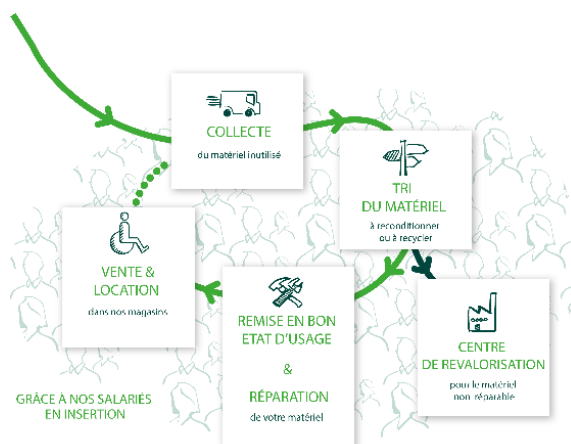 COLLECTE
du matériel inutilisé
TRI
DU MATÉRIEL
à reconditionner
ou à recycler
VENTE &
LOCATION
dans nos magasins
REMISE EN BON
ETAT D'USAGE
&
RÉPARATION
de votre matériel
CENTRE
DE REVALORISATION
pour le matériel
non réparable
GRÂCE À NOS SALARIÉS
EN INSERTION